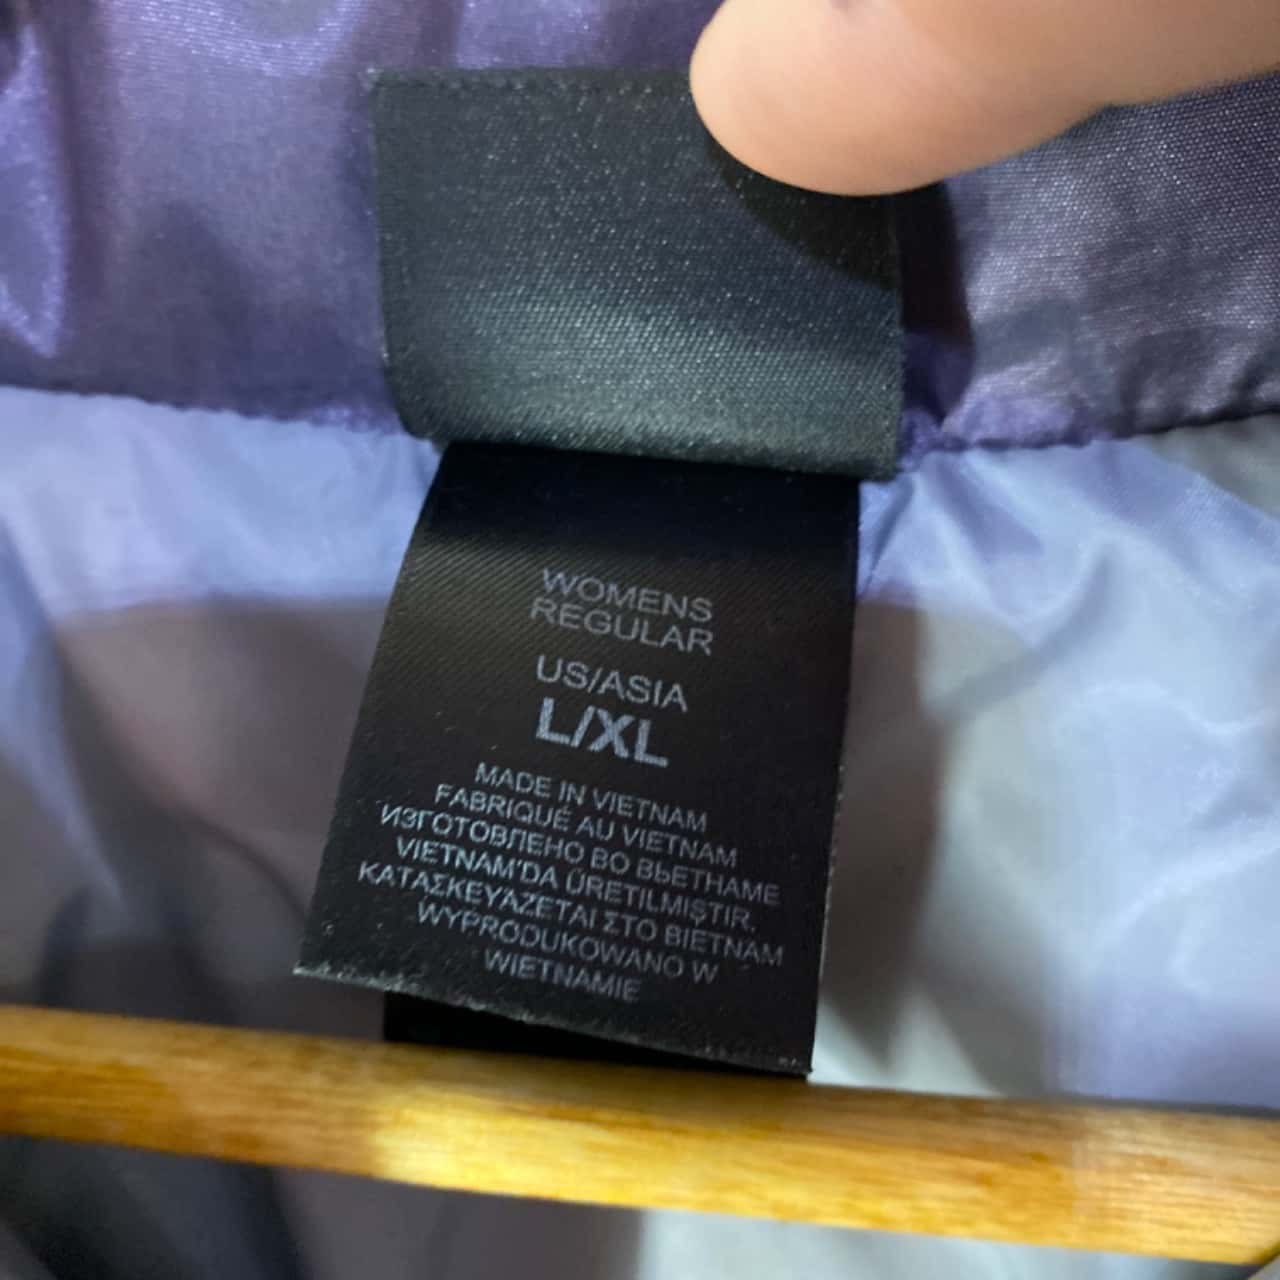 WOMENS
REGULAR
US/ASIA
L/XL
MADE IN VIETNAM
FABRIQUÉ AU VIETNAM
ИЗГОТОВЛЕНО ВО ВЬЕТНАМЕ
VIETNAM'DA ÜRETILMIŞTIR.
ΚΑΤΑΣΚΕΥΆΖΕΤΑΙ ΣΤΟ ΒΙΕΤΝΑΜ
WYPRODUKOWANO W
WIETNAMIE